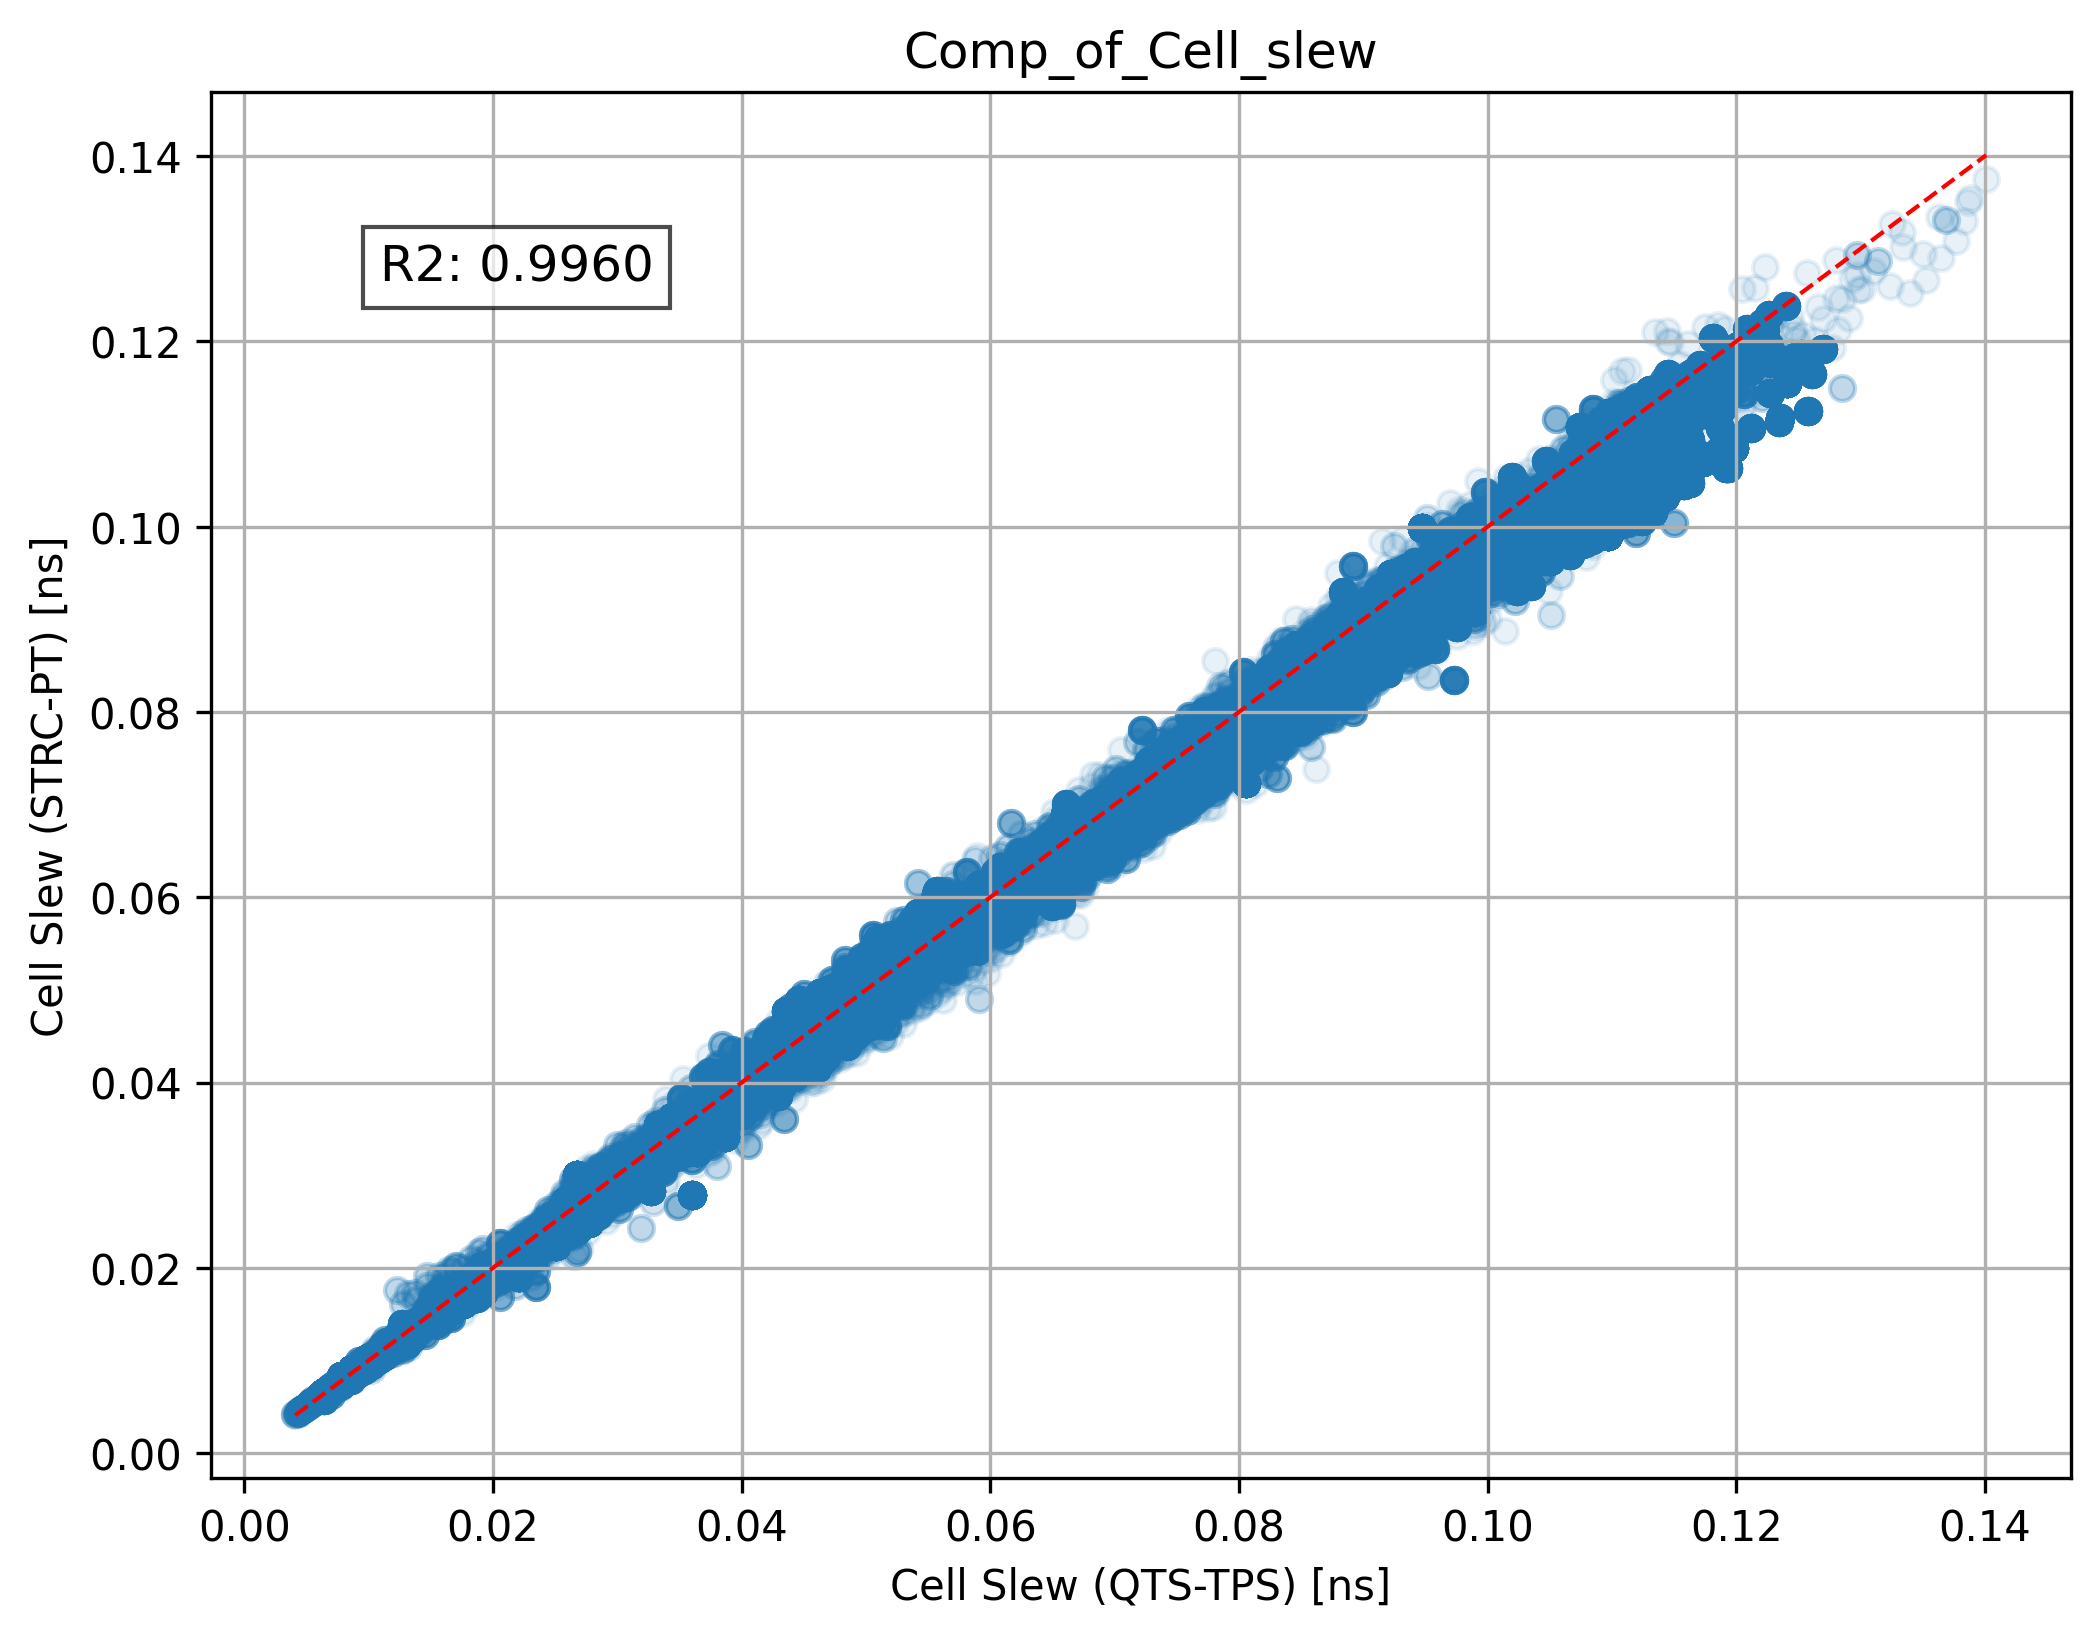 Comp_of_Cell_slew
R2: 0.9960
Cell Slew (STRC-PT) [ns]
0.14
0.12
0.10
0.08
0.06
0.04
0.02
0.00
0.00 0.02 0.04 0.06 0.08 0.10 0.12 0.14
Cell Slew (QTS-TPS) [ns]